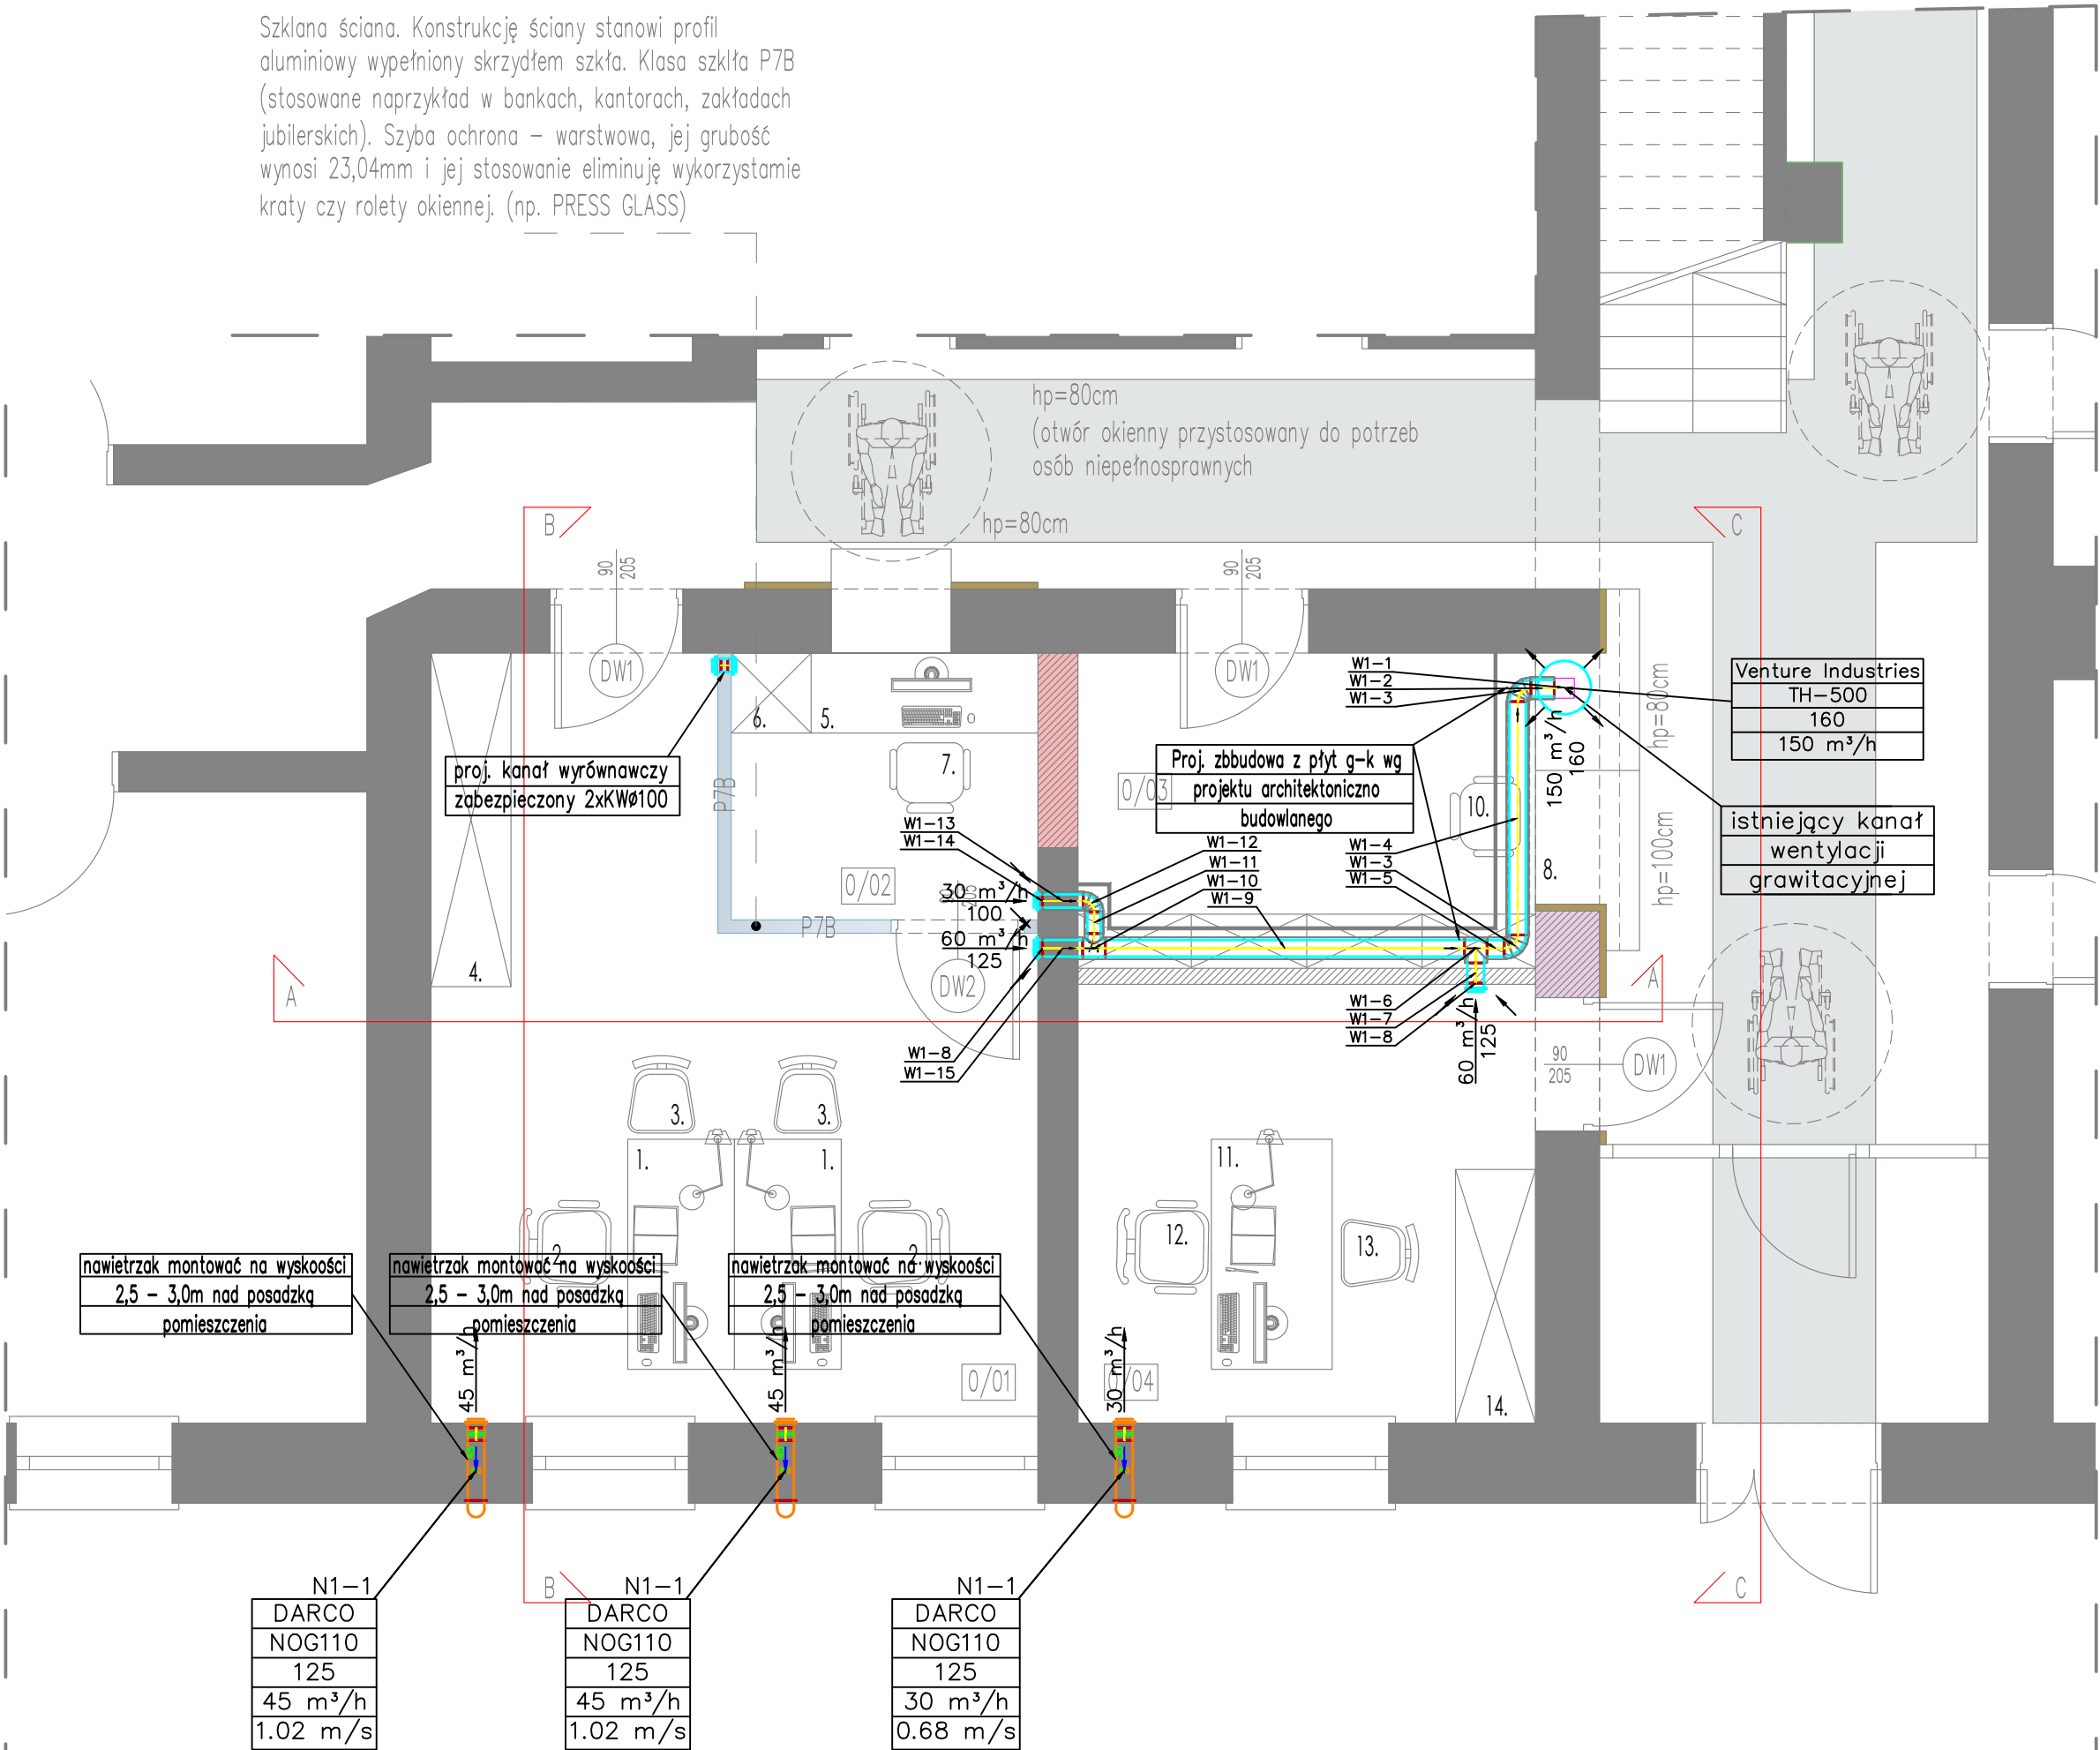 Szklana ściana. Konstrukcję ściany stanowi profil
aluminiowy wypełniony skrzydłem szkła. Klasa szklła P7B
(stosowane naprzykład w bankach, kantorach, zakładach
jubilerskich). Szyba ochrona – warstwowa, jej grubość
wynosi 23,04mm i jej stosowanie eliminuję wykorzystamie
kraty czy rolety okiennej. (np. PRESS GLASS)
hp=80cm
(otwór okienny przystosowany do potrzeb
osób niepełnosprawnych
hp=80cm
B
C
90
205
90
205
DW1
DW1
W1-1
W1-2
W1-3
Venture Industries
TH-500
160
150 m³/h
hp=80cm
6.
5.
7.
proj. kanał wyrównawczy
zabezpieczony 2xKWø100
P7B
Proj. zbbudowa z płyt g-k wg
projektu architektoniczno
budowlanego
0/03
10.
150 m³/h
160
istniejący kanał
wentylacji
grawitacyjnej
W1-13
W1-14
W1-12
W1-11
W1-10
W1-9
W1-4
W1-3
W1-5
8.
hp=100cm
0/02
90
205
30 m³/h
100
P7B
60 m³/h
125
4.
DW2
A
A
W1-6
W1-7
W1-8
60 m³/h
125
W1-8
W1-15
90
205
DW1
3.
3.
1.
1.
11.
2.
2.
12.
13.
14.
nawietrzak montować na wyskoości
2,5 – 3,0m nad posadzką
pomieszczenia
nawietrzak montować na wyskoości
2,5 – 3,0m nad posadzką
pomieszczenia
nawietrzak montować na wyskoości
2,5 – 3,0m nad posadzką
pomieszczenia
45 m³/h
45 m³/h
30 m³/h
0/01
0/04
B
C
N1-1
DARCO
NOG110
125
45 m³/h
1.02 m/s
N1-1
DARCO
NOG110
125
45 m³/h
1.02 m/s
N1-1
DARCO
NOG110
125
30 m³/h
0.68 m/s